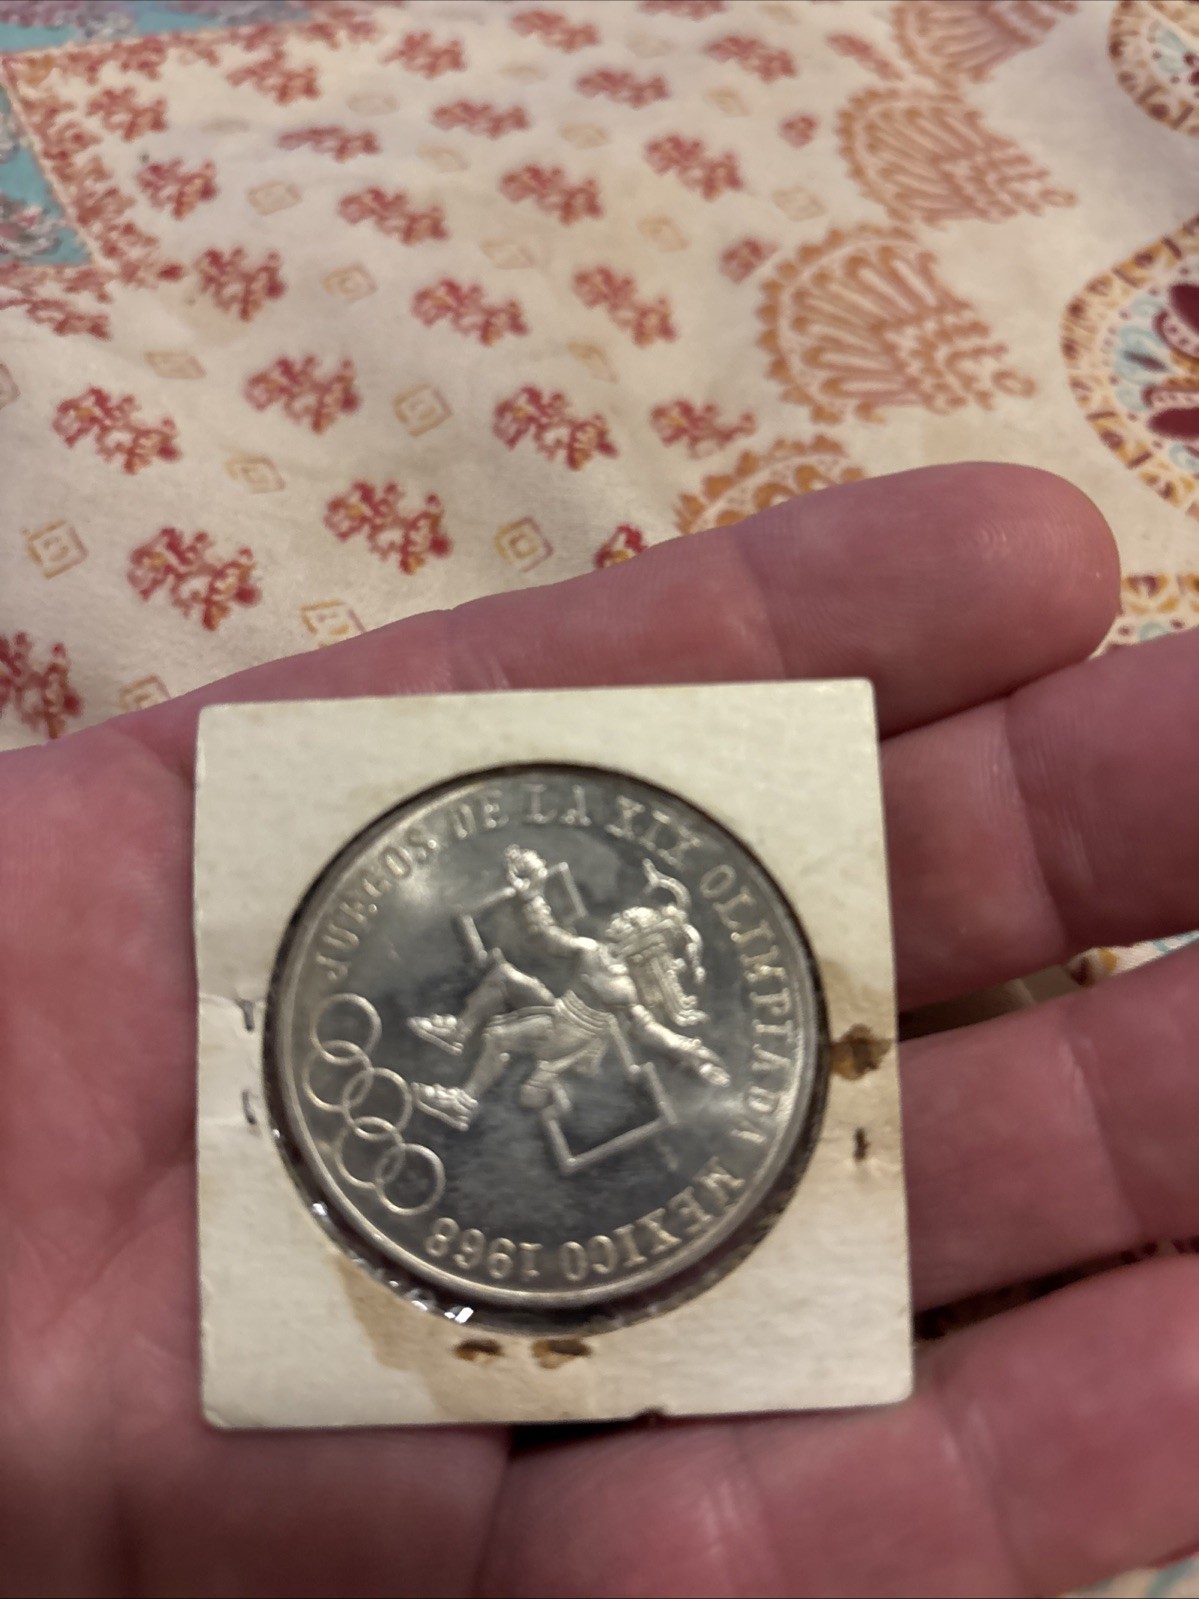 JUEGOS DE LA XIX OLIMPIADA MEXICO 1968